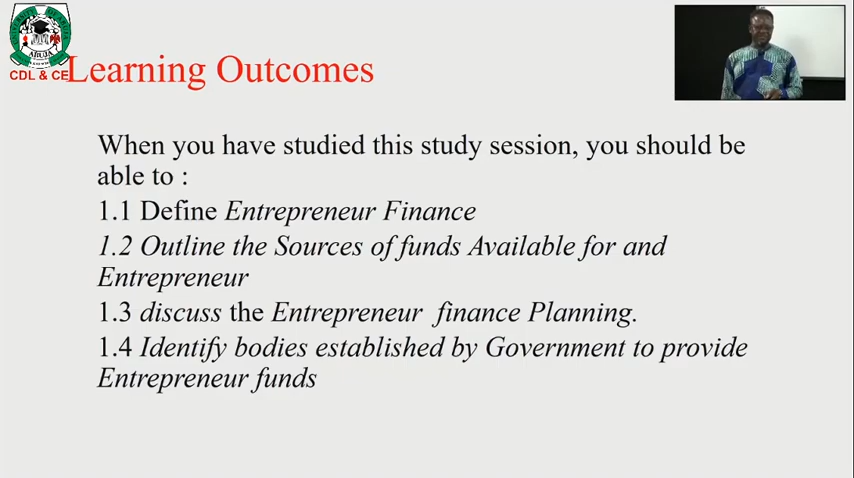 ABUJA
CDL & CE
Learning Outcomes
When you have studied this study session, you should be
able to :
1.1 Define Entrepreneur Finance
1.2 Outline the Sources of funds Available for and
Entrepreneur
1.3 discuss the Entrepreneur finance Planning.
1.4 Identify bodies established by Government to provide
Entrepreneur funds